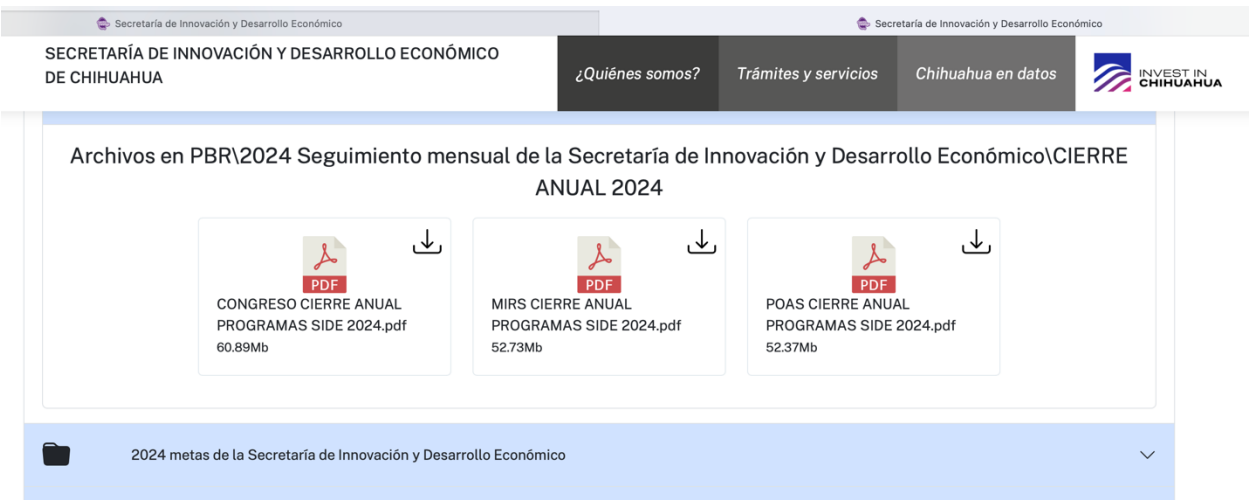 Secretaría de Innovación y Desarrollo Económico
Secretaría de Innovación y Desarrollo Económico
SECRETARÍA DE INNOVACIÓN Y DESARROLLO ECONÓMICO
DE CHIHUAHUA
¿Quiénes somos?
Trámites y servicios
Chihuahua en datos
INVEST IN
CHIHUAHUA
Archivos en PBR\2024 Seguimiento mensual de la Secretaría de Innovación y Desarrollo Económico\CIERRE
ANUAL 2024
PDF
CONGRESO CIERRE ANUAL
PROGRAMAS SIDE 2024.pdf
60.89Mb
PDF
MIRS CIERRE ANUAL
PROGRAMAS SIDE 2024.pdf
52.73Mb
PDF
POAS CIERRE ANUAL
PROGRAMAS SIDE 2024.pdf
52.37Mb
2024 metas de la Secretaría de Innovación y Desarrollo Económico